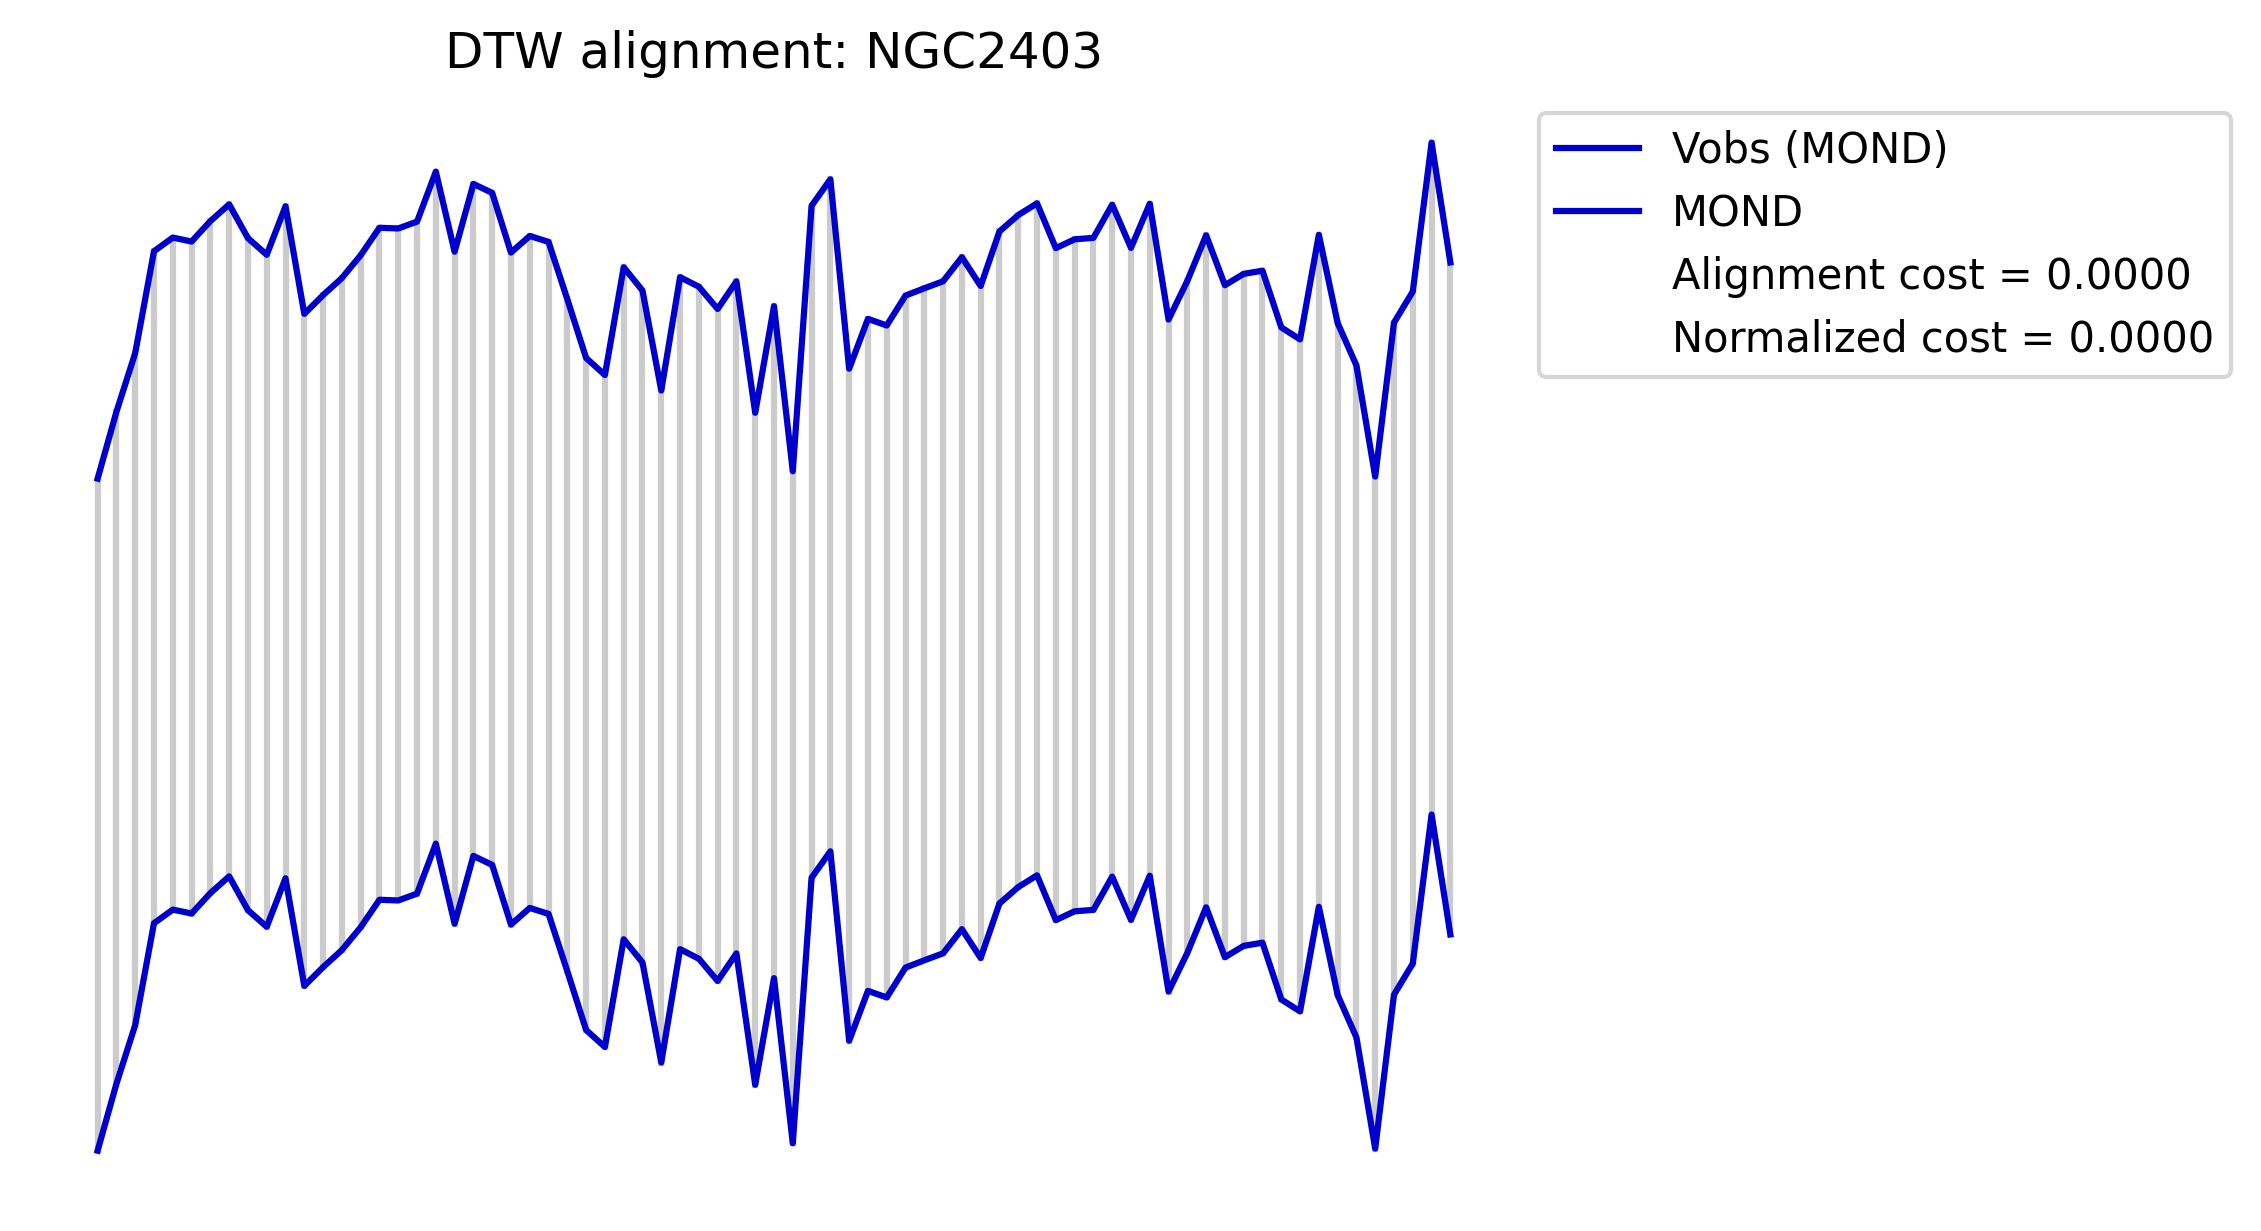 DTW alignment: NGC2403
Vobs (MOND)
MOND
Alignment cost = 0.0000
Normalized cost = 0.0000